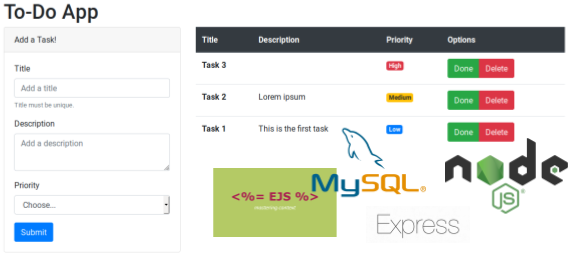 To-Do App
Add a Task!
Title
Add a title
Title must be unique.
Description
Add a description
Priority
Choose...
Submit
Title Description Priority Options
Task 3 High Done Delete
Task 2 Lorem ipsum Medium Done Delete
Task 1 This is the first task Low Done Delete
<%= EJS %>
MySQL®
node
JS
®
Express